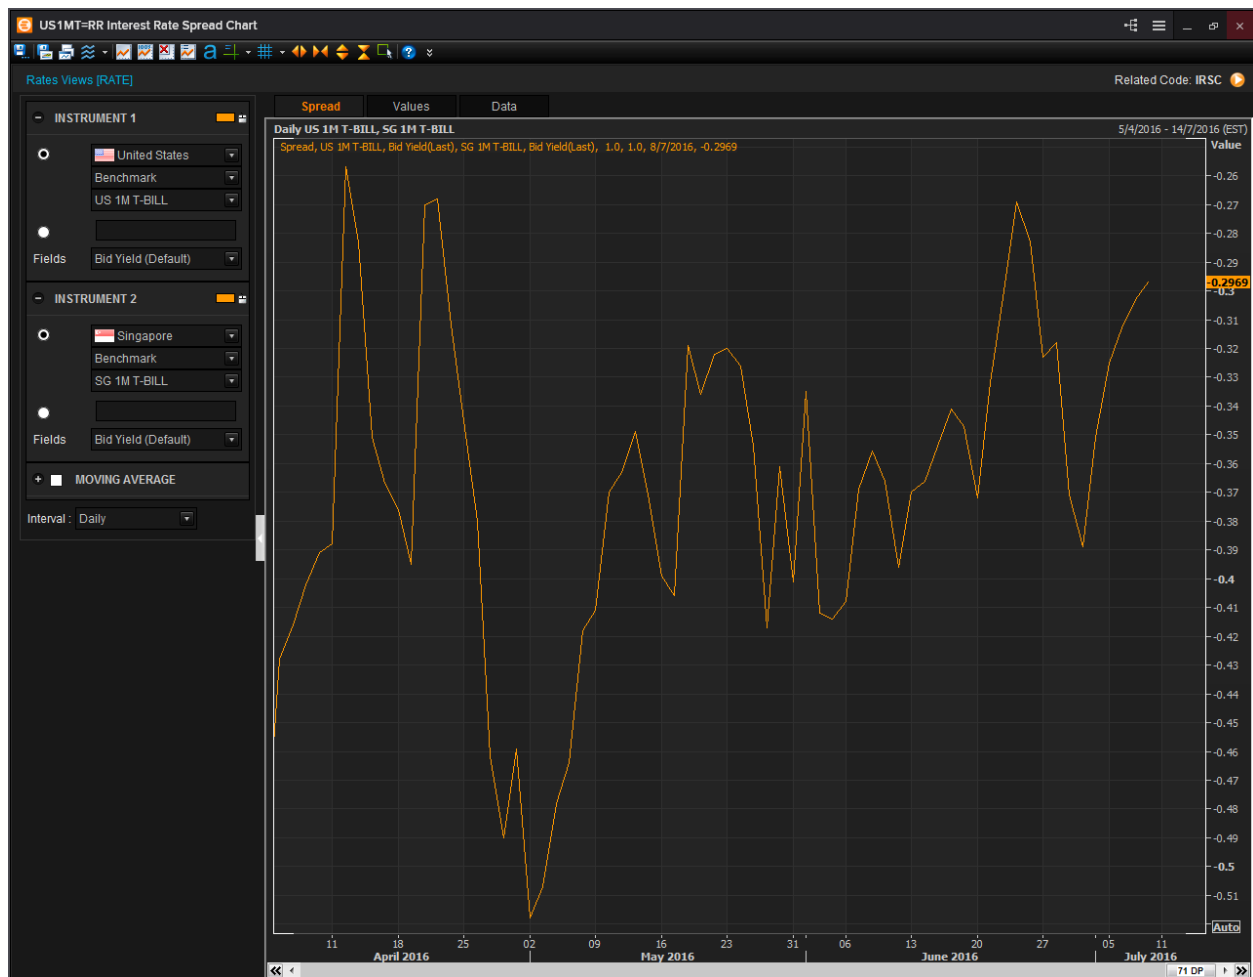 US1MT=RR Interest Rate Spread Chart
Rates Views [RATE]
Related Code: IRSC
INSTRUMENT 1
United States
Benchmark
US 1M T-BILL
Fields Bid Yield (Default)
INSTRUMENT 2
Singapore
Benchmark
SG 1M T-BILL
Fields Bid Yield (Default)
MOVING AVERAGE
Interval : Daily
Spread Values Data
Daily US 1M T-BILL, SG 1M T-BILL
5/4/2016 - 14/7/2016 (EST)
Spread, US 1M T-BILL, Bid Yield(Last), SG 1M T-BILL, Bid Yield(Last), 1.0, 1.0, 8/7/2016, -0.2969
Value
-0.26
-0.27
-0.28
-0.29
-0.2969
-0.3
-0.31
-0.32
-0.33
-0.34
-0.35
-0.36
-0.37
-0.38
-0.39
-0.4
-0.41
-0.42
-0.43
-0.44
-0.45
-0.46
-0.47
-0.48
-0.49
-0.5
-0.51
Auto
11 18 25 02 09 16 23 31 06 13 20 27 05 11
April 2016 May 2016 June 2016 July 2016
71 DP